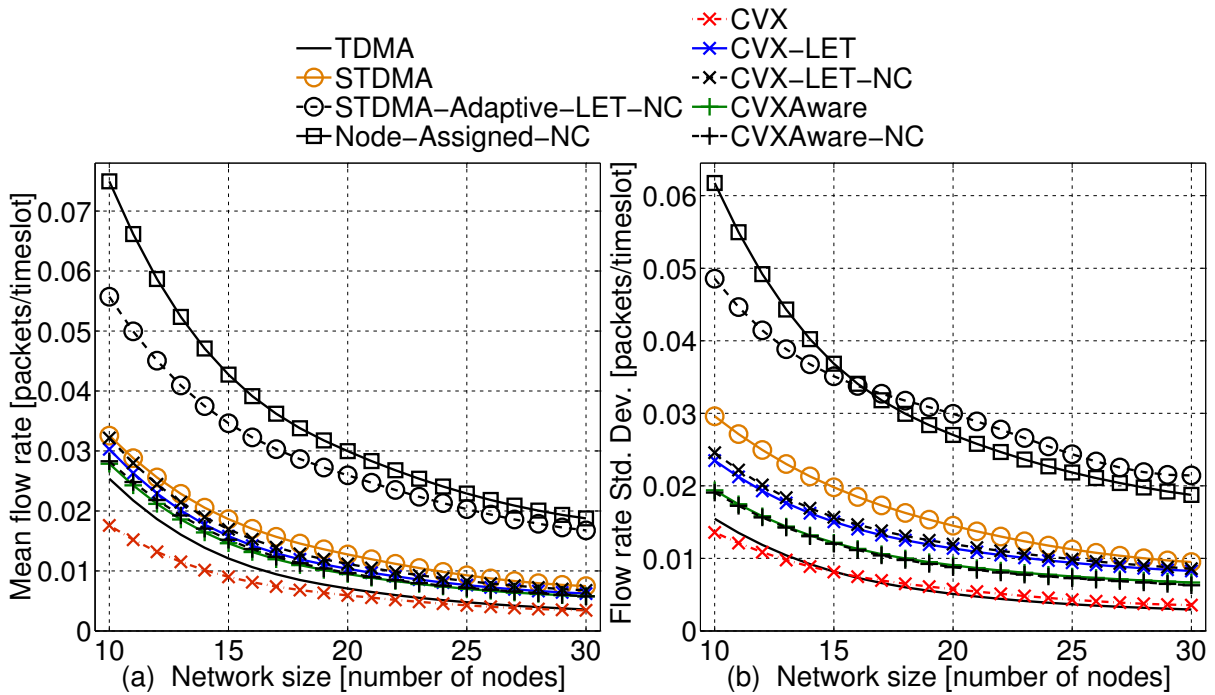 TDMA
STDMA
STDMA−Adaptive−LET−NC
Node−Assigned−NC
CVX
CVX−LET
CVX−LET−NC
CVXAware
CVXAware−NC
Mean flow rate [packets/timeslot]
0.07
0.06
0.05
0.04
0.03
0.02
0.01
0
10 15 20 25 30
(a) Network size [number of nodes]
Flow rate Std. Dev. [packets/timeslot]
0.06
0.05
0.04
0.03
0.02
0.01
0
10 15 20 25 30
(b) Network size [number of nodes]